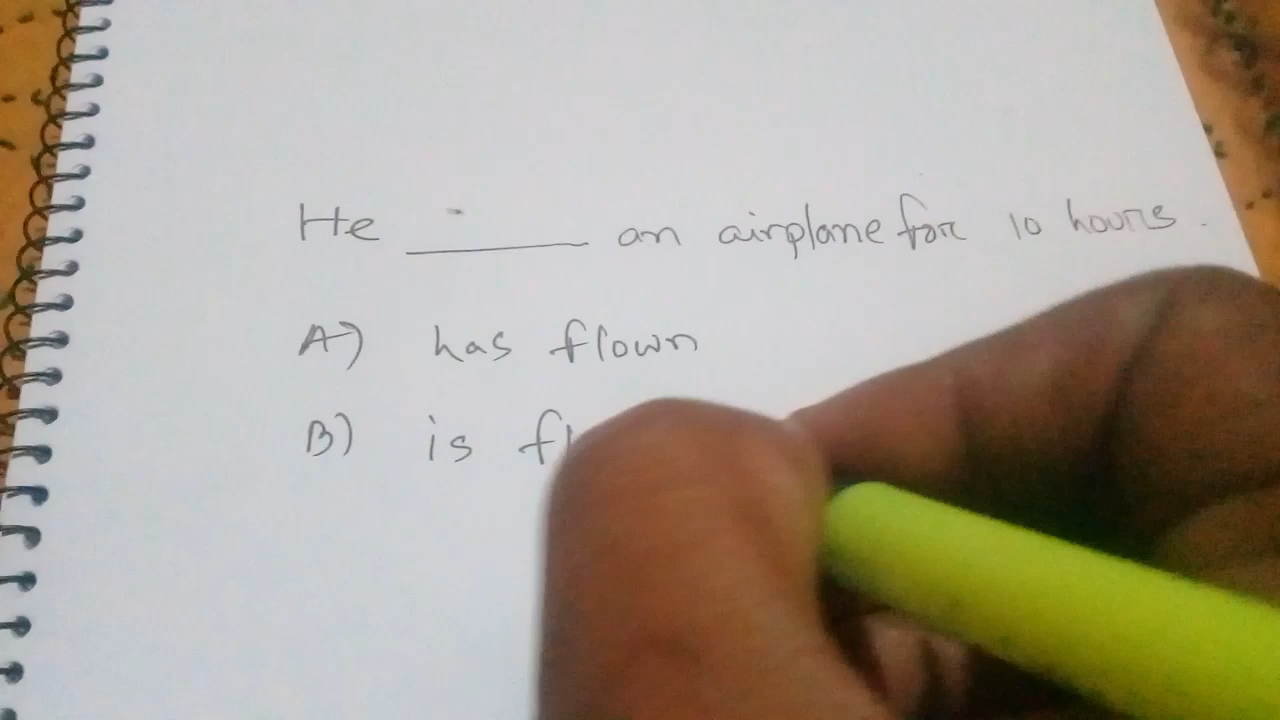 He ______ an airplane for 10 hours.
A) has flown
B) is